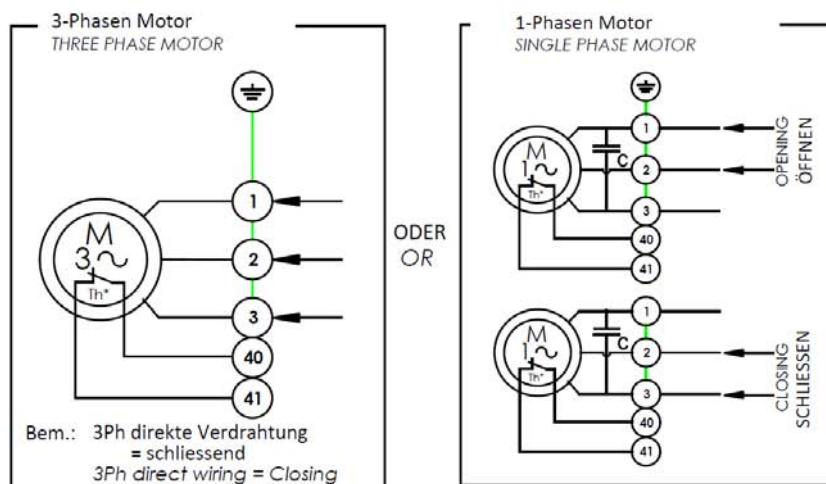 3-Phasen Motor
THREE PHASE MOTOR
M
3
Th*
1
2
3
40
41
Bem.: 3Ph direkte Verdrahtung
= schliessend
3Ph direct wiring = Closing
ODER
OR
1-Phasen Motor
SINGLE PHASE MOTOR
M
1
Th*
C
1
2
3
40
41
OPENING
ÖFFNEN
M
1
Th*
C
1
2
3
40
41
CLOSING
SCHLIESSEN